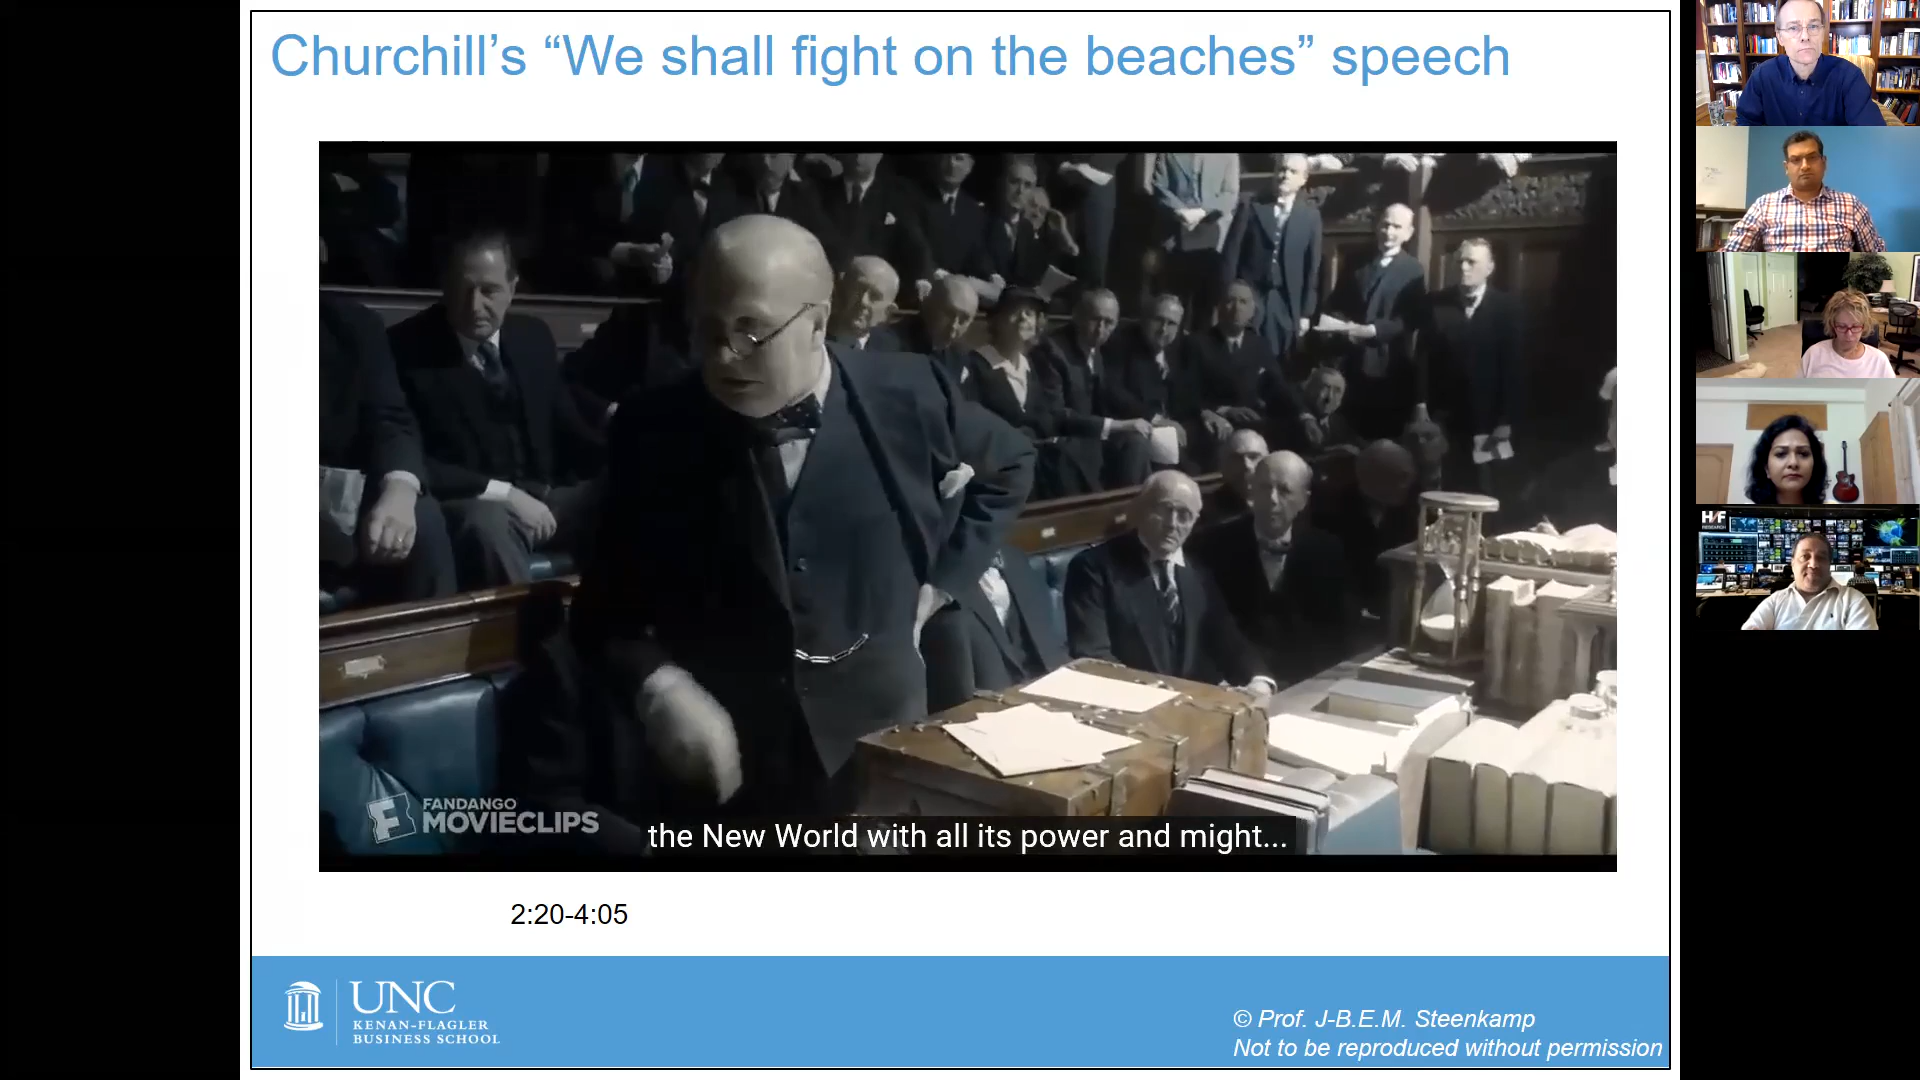 Churchill’s “We shall fight on the beaches” speech
FANDANGO
MOVIECLIPS
the New World with all its power and might...
2:20-4:05
UNC
KENAN-FLAGLER
BUSINESS SCHOOL
© Prof. J-B.E.M. Steenkamp
Not to be reproduced without permission
RESEARCH